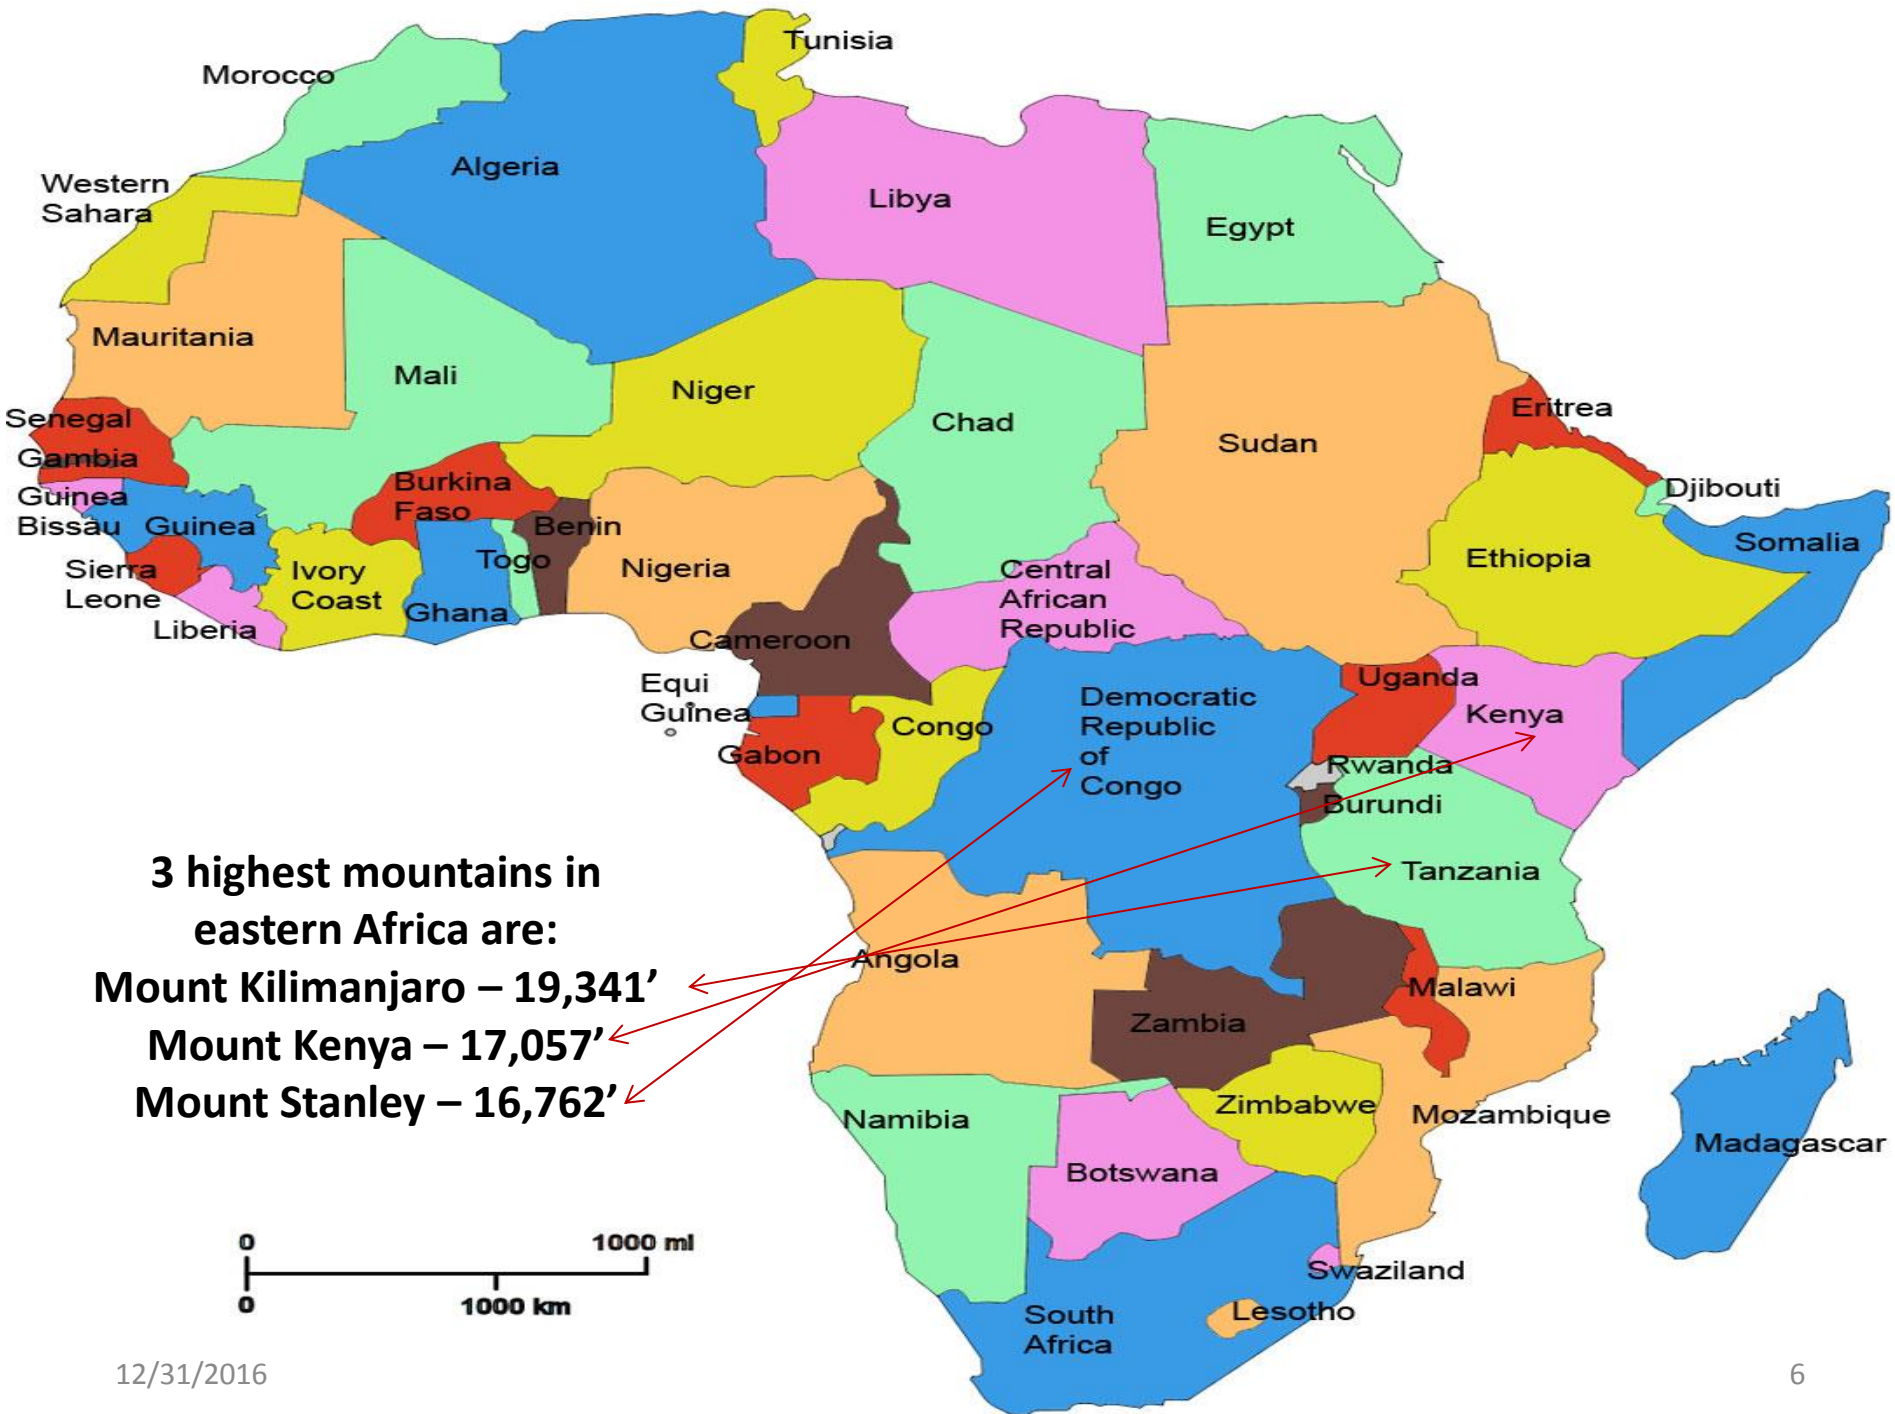 Tunisia
Morocco
Algeria
Western
Sahara
Libya
Egypt
Mauritania
Mali
Niger
Chad
Sudan
Eritrea
Senegal
Gambia
Guinea
Bissau
Guinea
Burkina
Faso
Benin
Togo
Djibouti
Somalia
Ethiopia
Sierra
Leone
Ivory
Coast
Ghana
Liberia
Nigeria
Central
African
Republic
Cameroon
Equi
Guinea
Gabon
Congo
Democratic
Republic
of
Congo
Uganda
Kenya
Rwanda
Burundi
Tanzania
3 highest mountains in
eastern Africa are:
Mount Kilimanjaro – 19,341’
Mount Kenya – 17,057’
Mount Stanley – 16,762’
Angola
Zambia
Malawi
Namibia
Zimbabwe
Mozambique
Madagascar
Botswana
Swaziland
Lesotho
South
Africa
0 1000 mi
0 1000 km
12/31/2016
6